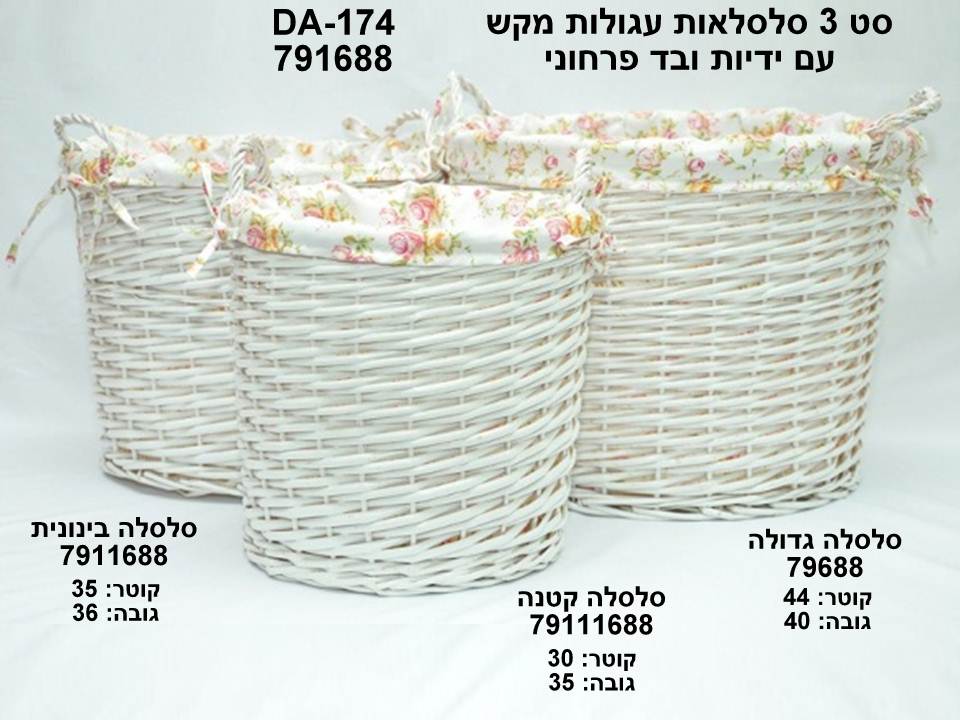 סט 3 סלסלאות עגולות מקש
עם ידיות ובד פרחוני
DA-174
791688
סלסלה בינונית
7911688
קוטר: 35
גובה: 36
סלסלה קטנה
79111688
קוטר: 30
גובה: 35
סלסלה גדולה
79688
קוטר: 44
גובה: 40